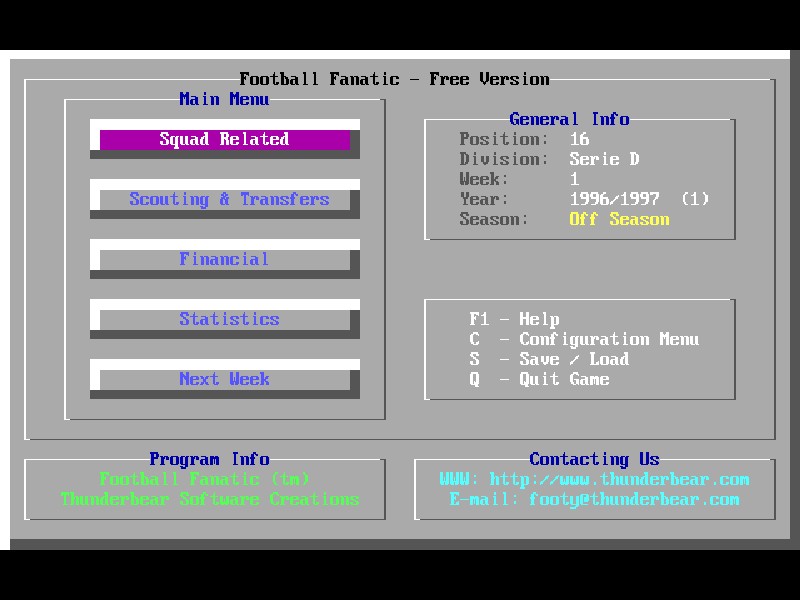 Football Fanatic - Free Version
Main Menu
Squad Related
Scouting & Transfers
Financial
Statistics
Next Week
General Info
Position: 16
Division: Serie D
Week: 1
Year: 1996/1997 (1)
Season: Off Season
F1 - Help
C - Configuration Menu
S - Save / Load
Q - Quit Game
Program Info
Football Fanatic (tm)
Thunderbear Software Creations
Contacting Us
WWW: http://www.thunderbear.com
E-mail: footy@thunderbear.com